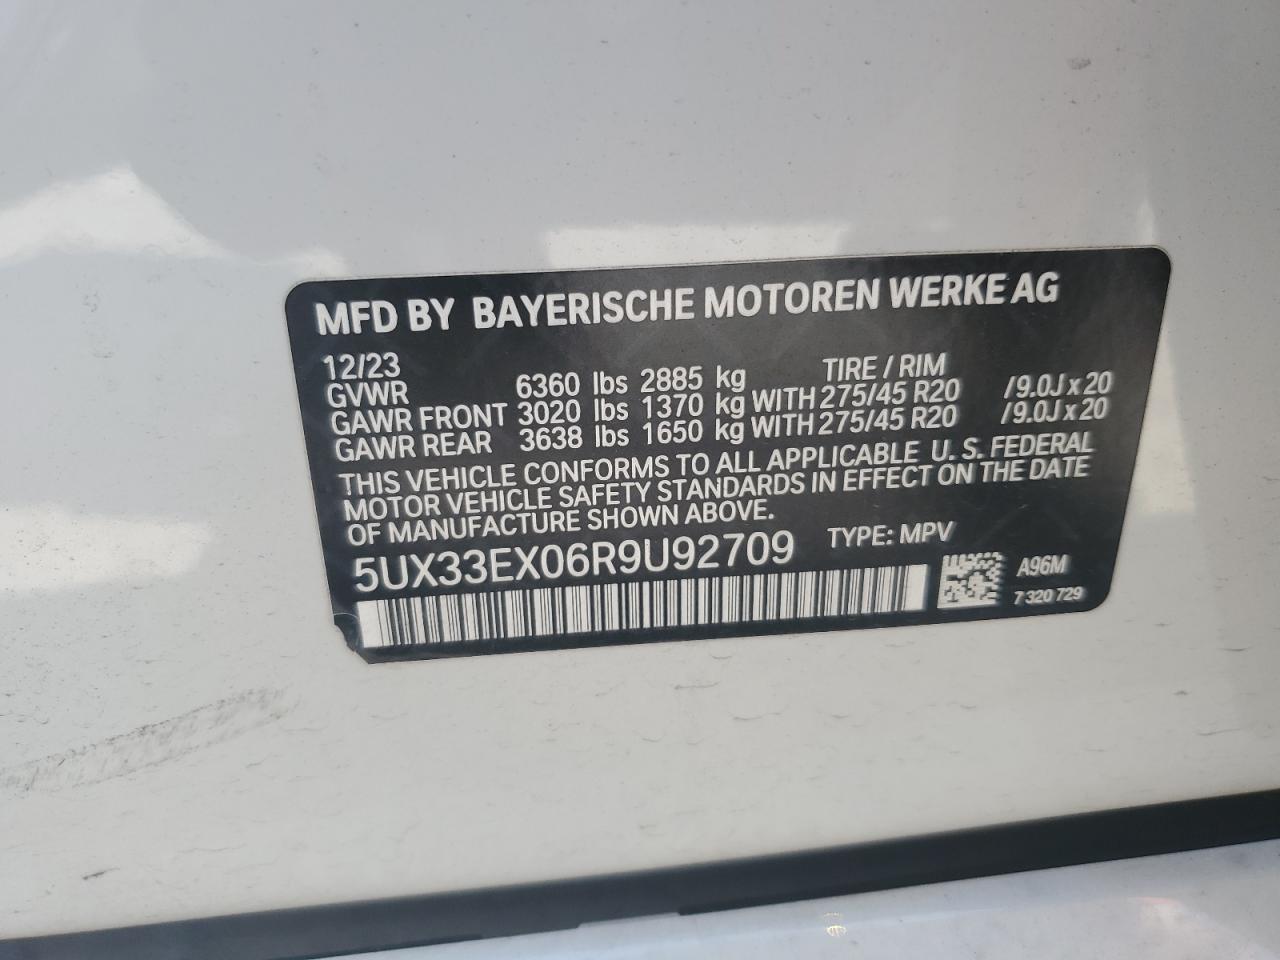 MFD BY BAYERISCHE MOTOREN WERKE AG
12/23 TIRE / RIM
GVWR 6360 lbs 2885 kg
GAWR FRONT 3020 lbs 1370 kg WITH 275/45 R20 / 9.0J x 20
GAWR REAR 3638 lbs 1650 kg WITH 275/45 R20 / 9.0J x 20
THIS VEHICLE CONFORMS TO ALL APPLICABLE U. S. FEDERAL
MOTOR VEHICLE SAFETY STANDARDS IN EFFECT ON THE DATE
OF MANUFACTURE SHOWN ABOVE.
5UX33EX06R9U92709 TYPE: MPV
A96M
7 320 729